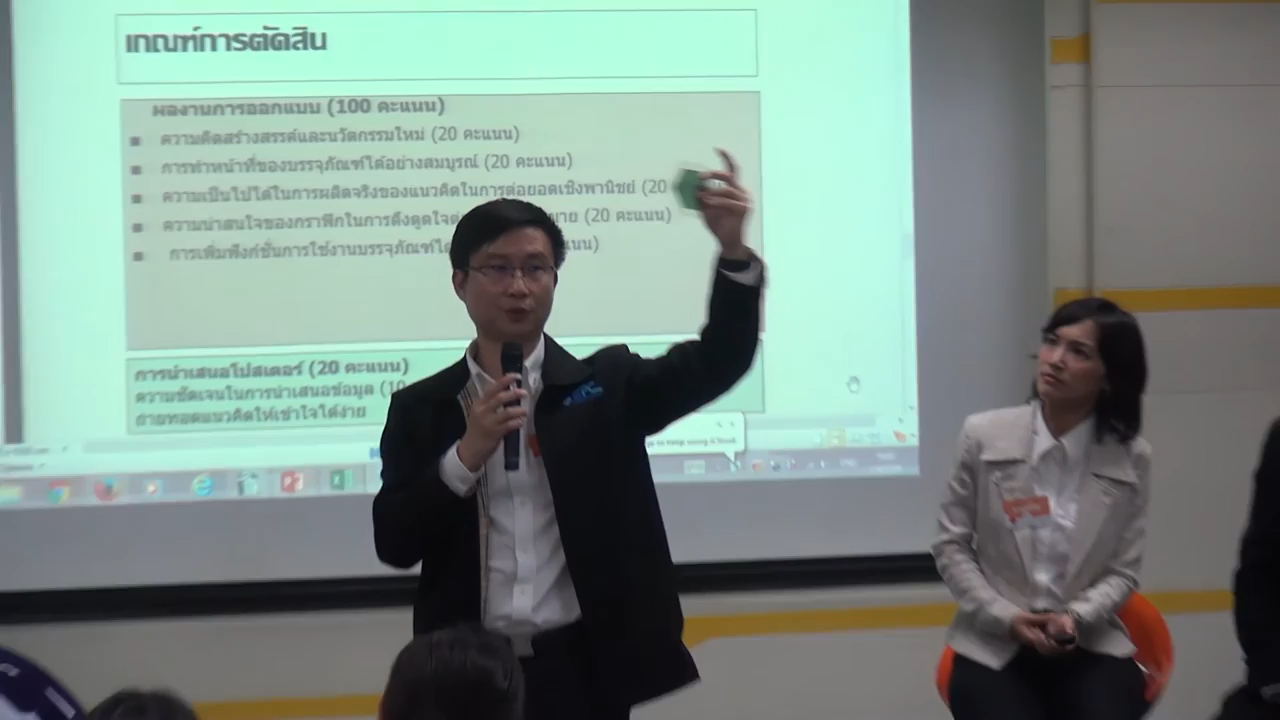 เกณฑ์การตัดสิน
ผลงานการออกแบบ (100 คะแนน)
ความคิดสร้างสรรค์และนวัตกรรมใหม่ (20 คะแนน)
การทำหน้าที่ของบรรจุภัณฑ์ได้อย่างสมบูรณ์ (20 คะแนน)
ความเป็นไปได้ในการผลิตจริงของแนวคิดในการต่อยอดเชิงพานิชย์ (20
ความน่าสนใจของกราฟิกในการดึงดูดใจ (20 คะแนน)
การเพิ่มฟังก์ชั่นการใช้งานบรรจุภัณฑ์ได้
การนำเสนอโปสเตอร์ (20 คะแนน)
ความชัดเจนในการนำเสนอข้อมูล (10
ถ่ายทอดแนวคิดให้เข้าใจได้ง่าย